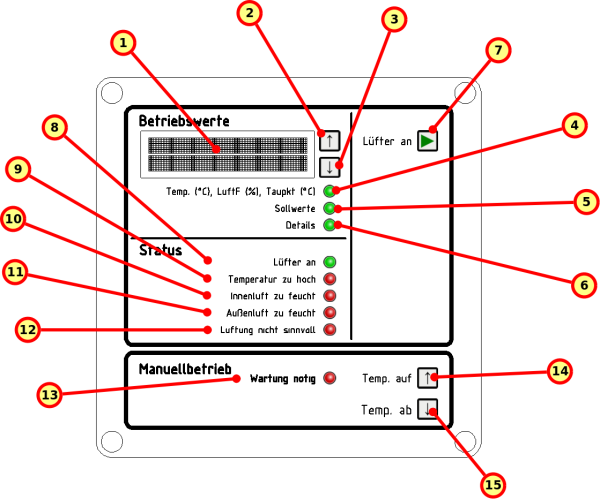 2
3
1
7
Betriebswerte
↑
Lüfter an
8
4
↓
9
Temp. (°C), LuftF (%), Taupkt (°C)
Sollwerte
5
10
Details
Status
11
Lüfter an
6
Temperatur zu hoch
Innenluft zu feucht
Außenluft zu feucht
12
Luftung nicht sinnvoll
Manuellbetrieb
13
Wartung notig
Temp. auf ↑
14
Temp. ab ↓
15